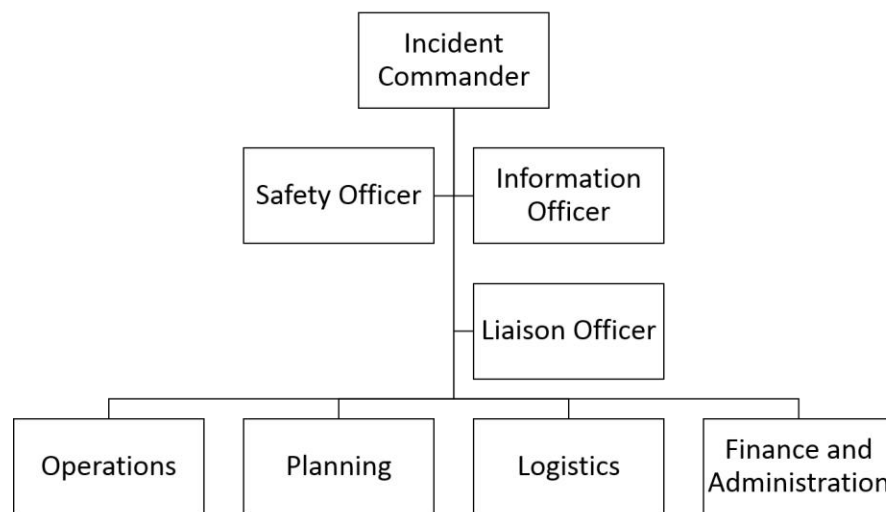 Incident
Commander
Safety Officer
Information
Officer
Liaison Officer
Operations
Planning
Logistics
Finance and
Administration